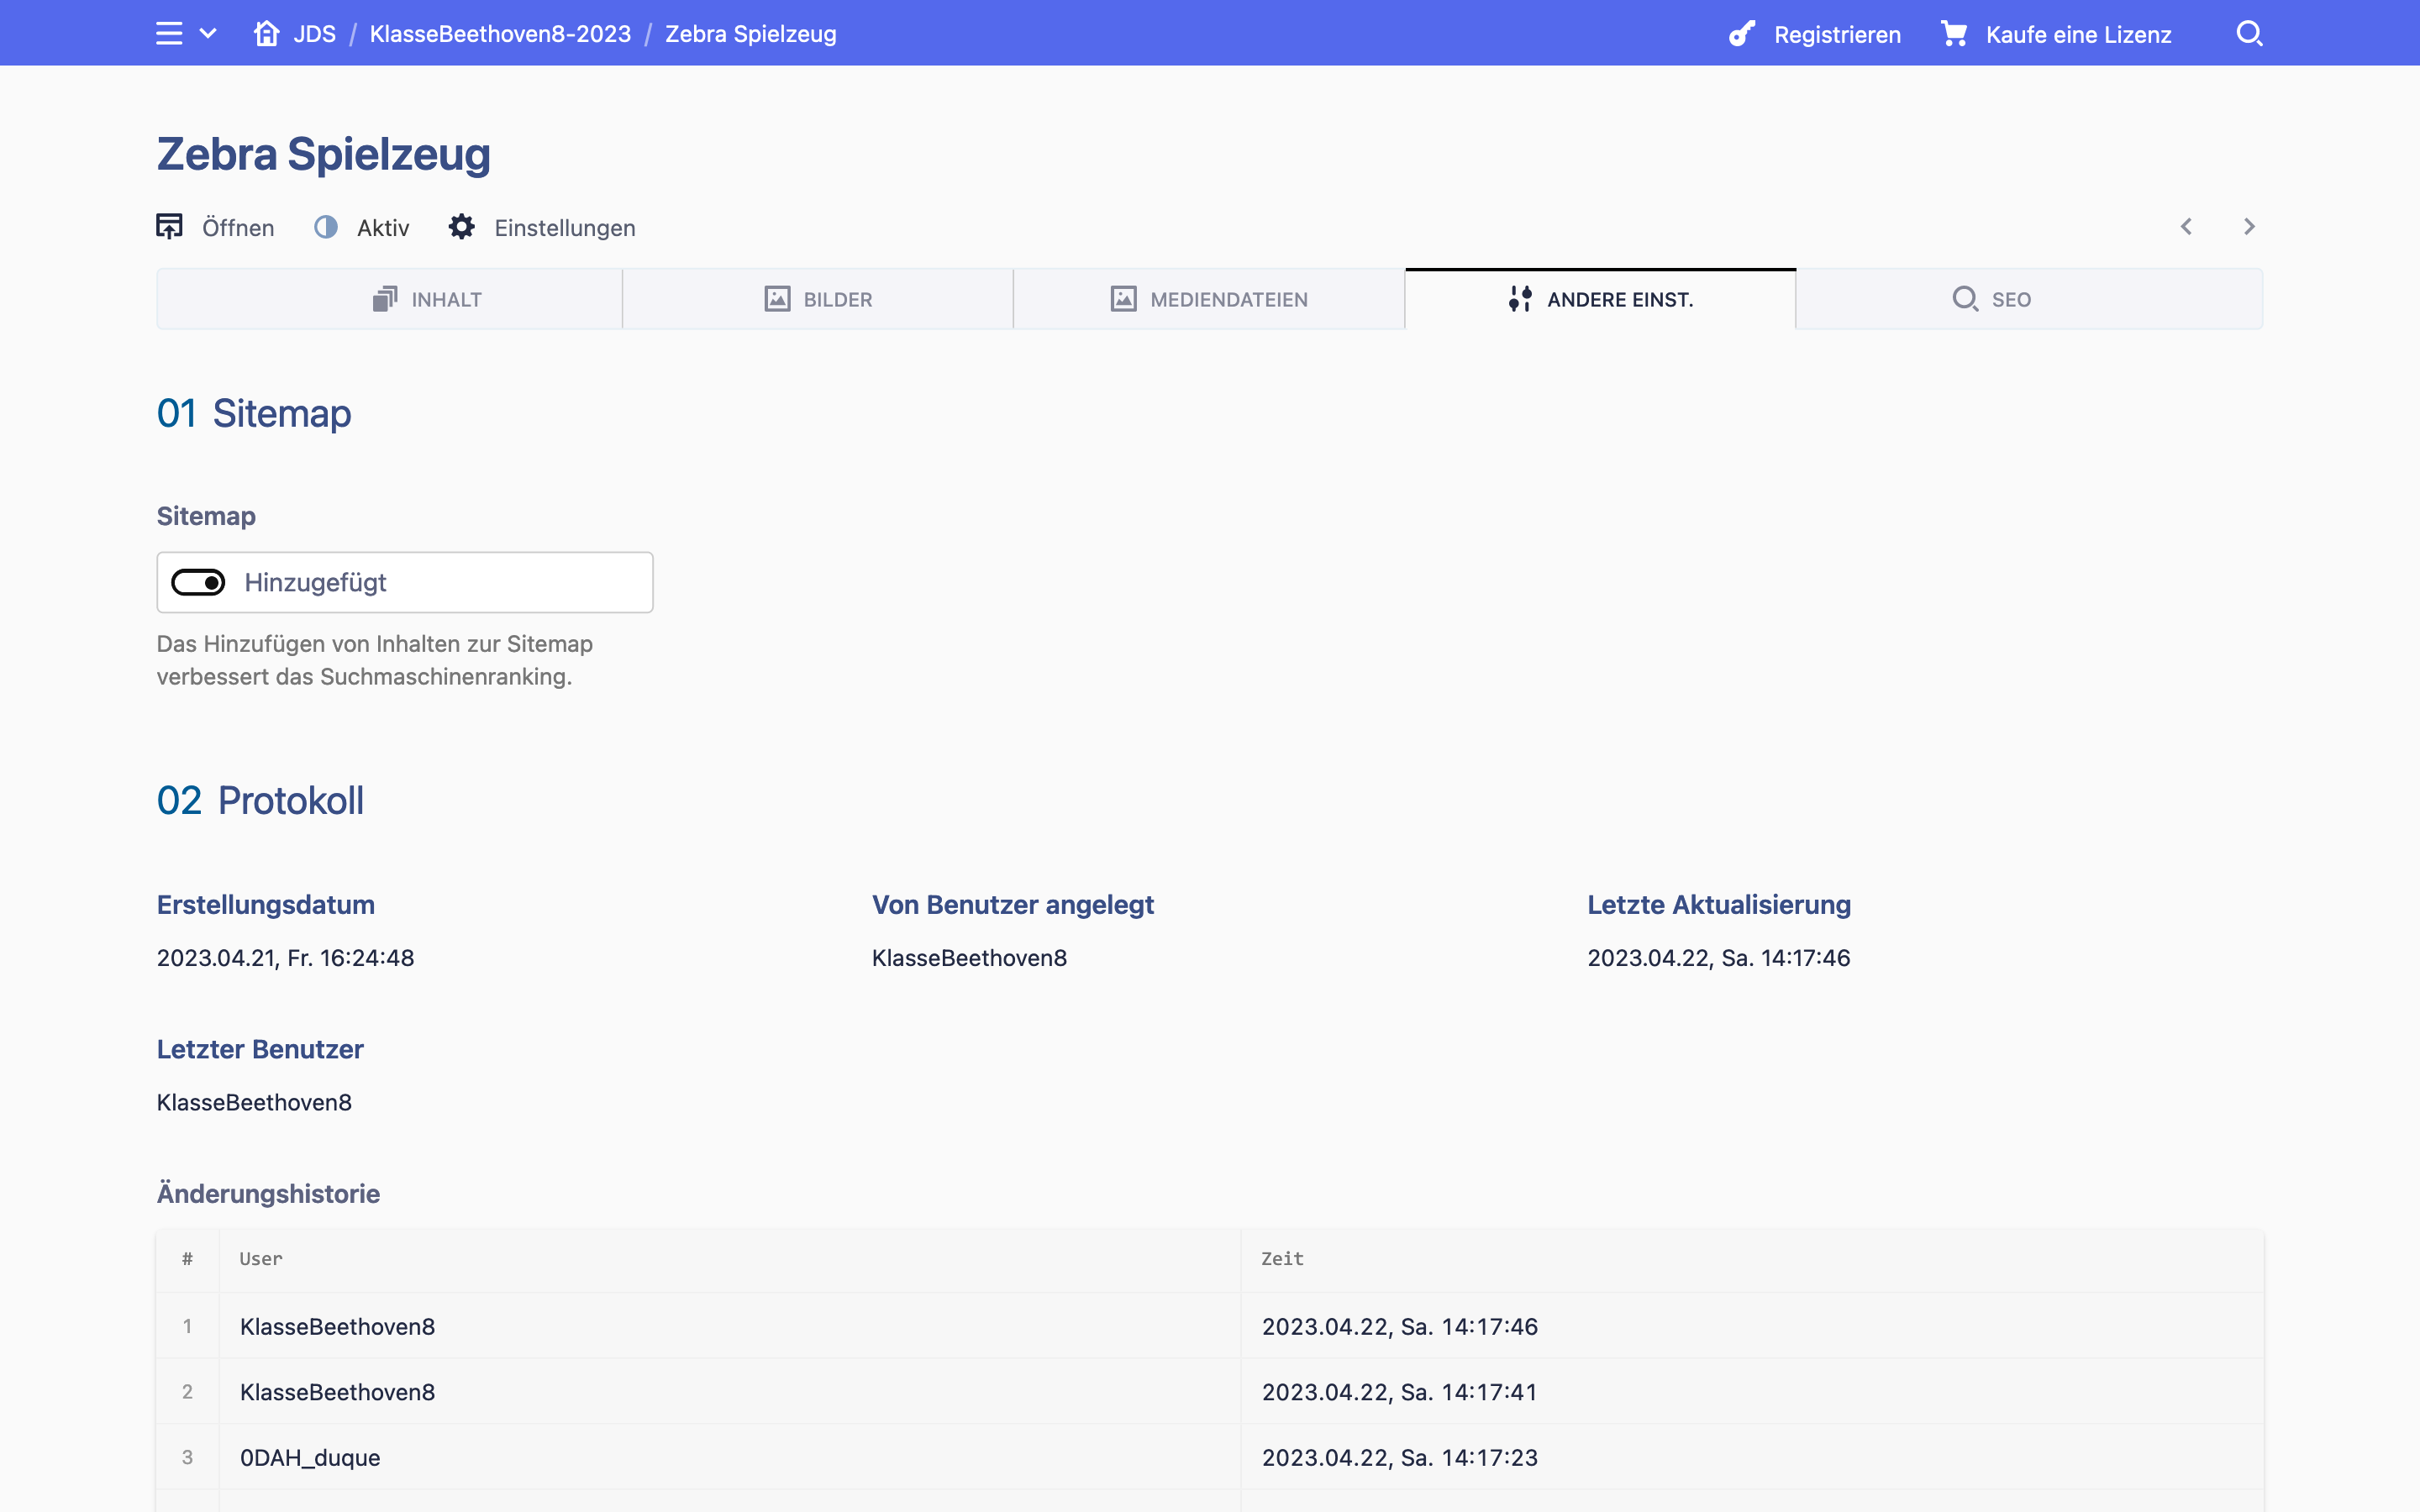 JDS / KlasseBeethoven8-2023 / Zebra Spielzeug
Registrieren
Kaufe eine Lizenz
Zebra Spielzeug
Öffnen
Aktiv
Einstellungen
INHALT
BILDER
MEDIENDATEIEN
ANDERE EINST.
SEO
01 Sitemap
Sitemap
Hinzugefügt
Das Hinzufügen von Inhalten zur Sitemap
verbessert das Suchmaschinenranking.
02 Protokoll
Erstellungsdatum
2023.04.21, Fr. 16:24:48
Von Benutzer angelegt
KlasseBeethoven8
Letzte Aktualisierung
2023.04.22, Sa. 14:17:46
Letzter Benutzer
KlasseBeethoven8
Änderungshistorie
# User Zeit
1 KlasseBeethoven8 2023.04.22, Sa. 14:17:46
2 KlasseBeethoven8 2023.04.22, Sa. 14:17:41
3 0DAH_duque 2023.04.22, Sa. 14:17:23